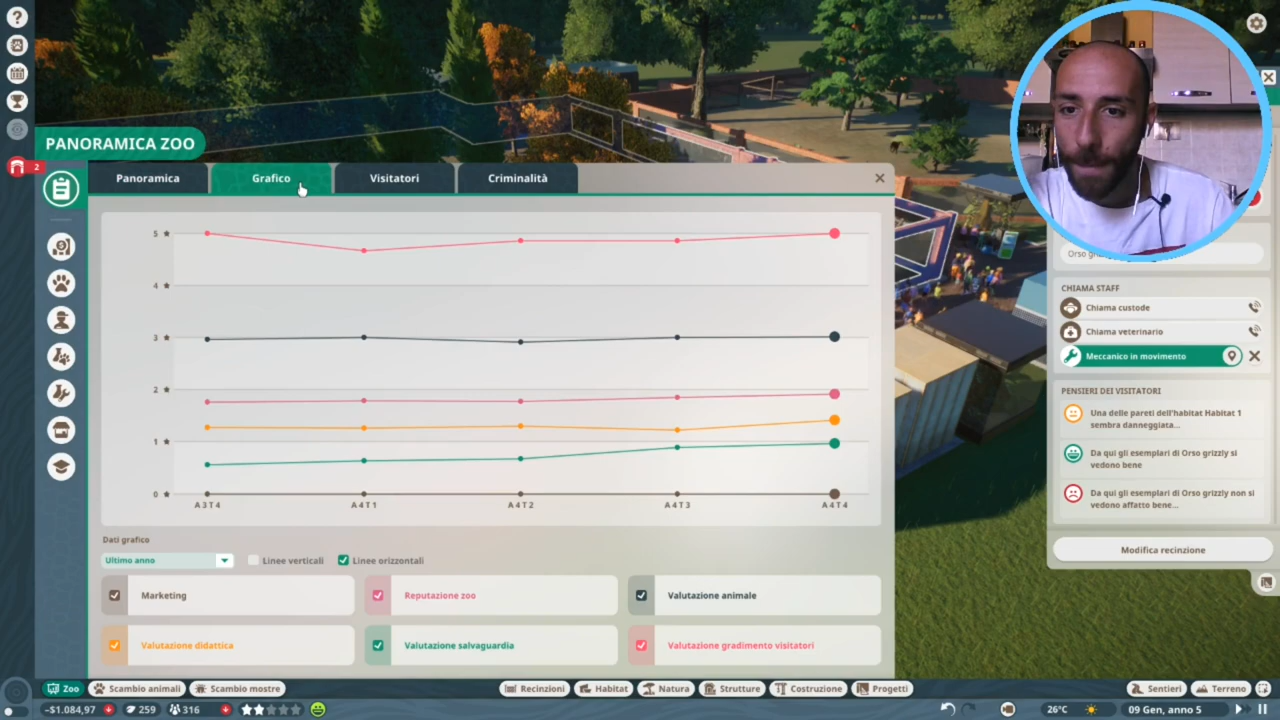 2
PANORAMICA ZOO
Panoramica
Grafico
Visitatori
Criminalità
5
4
3
2
1
0
A3T4
A4T1
A4T2
A4T3
A4T4
Dati grafico
Ultimo anno
Linee verticali
Linee orizzontali
Marketing
Reputazione zoo
Valutazione animale
Valutazione didattica
Valutazione salvaguardia
Valutazione gradimento visitatori
CHIAMA STAFF
Chiama custode
Chiama veterinario
Meccanico in movimento
PENSIERI DEI VISITATORI
Una delle pareti dell'habitat Habitat 1
sembra danneggiata...
Da qui gli esemplari di Orso grizzly si
vedono bene
Da qui gli esemplari di Orso grizzly non si
vedono affatto bene...
Modifica recinzione
Zoo
Scambio animali
Scambio mostre
Recinzioni
Habitat
Natura
Strutture
Costruzione
Progetti
Sentieri
Terreno
-$1.084,97
259
316
26°C
09 Gen, anno 5